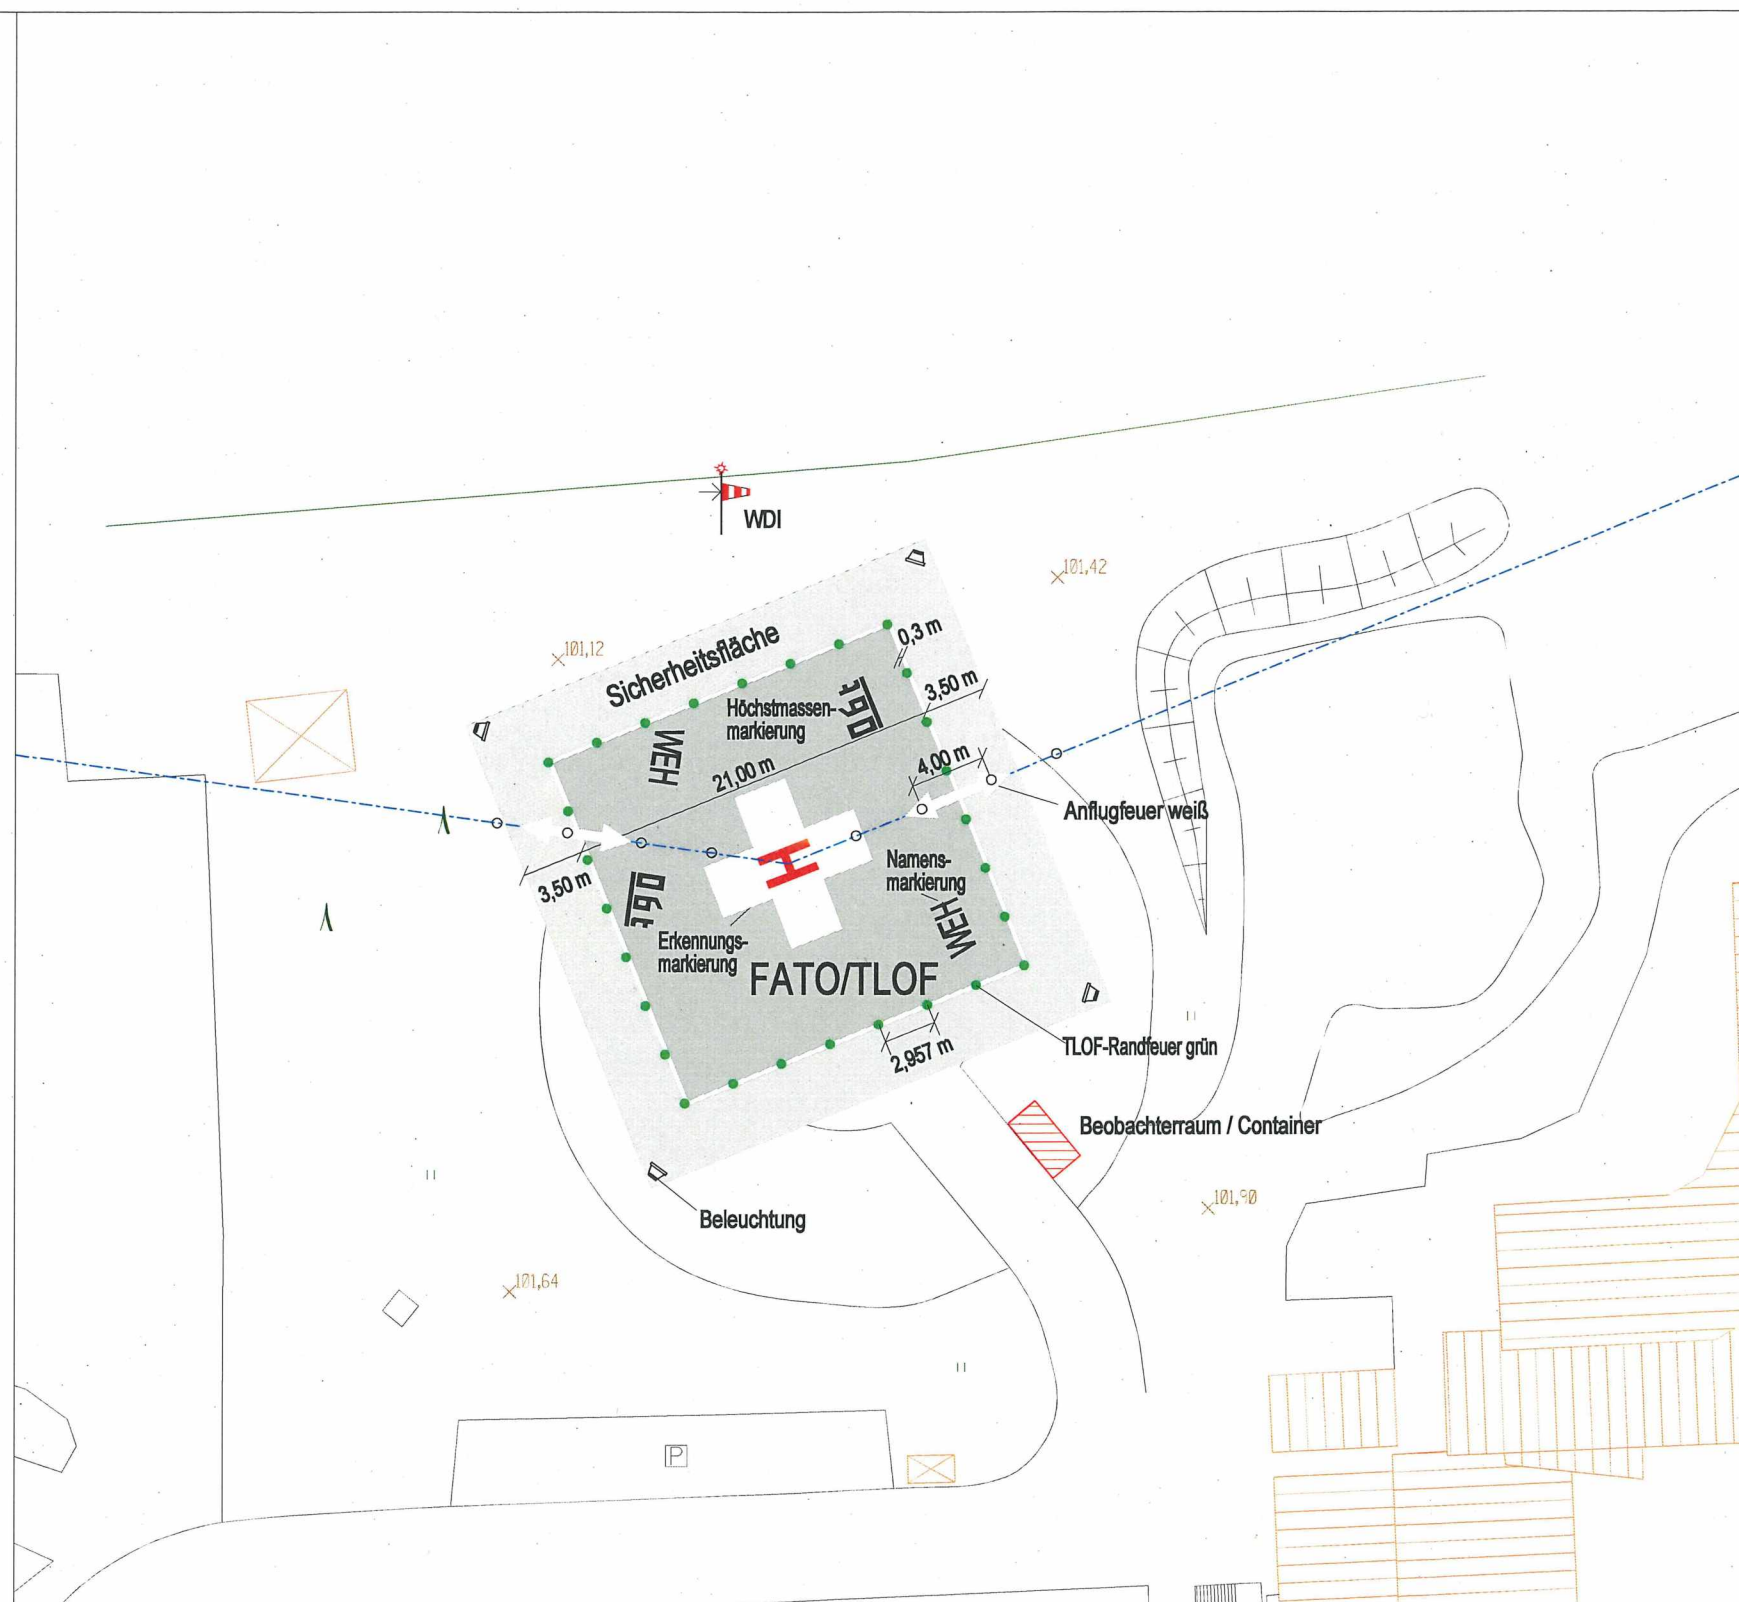 WDI
101,42
101,12
Sicherheitsfläche
0,3 m
3,50 m
Höchstmassen-
markierung
06t
WEH
21,00 m
4,00 m
Anflugfeuer weiß
3,50 m
06t
Namens-
markierung
WEH
Erkennungs-
markierung
H
FATO/TLOF
2,957 m
TLOF-Randfeuer grün
Beobachterraum / Container
101,90
Beleuchtung
101,64
P